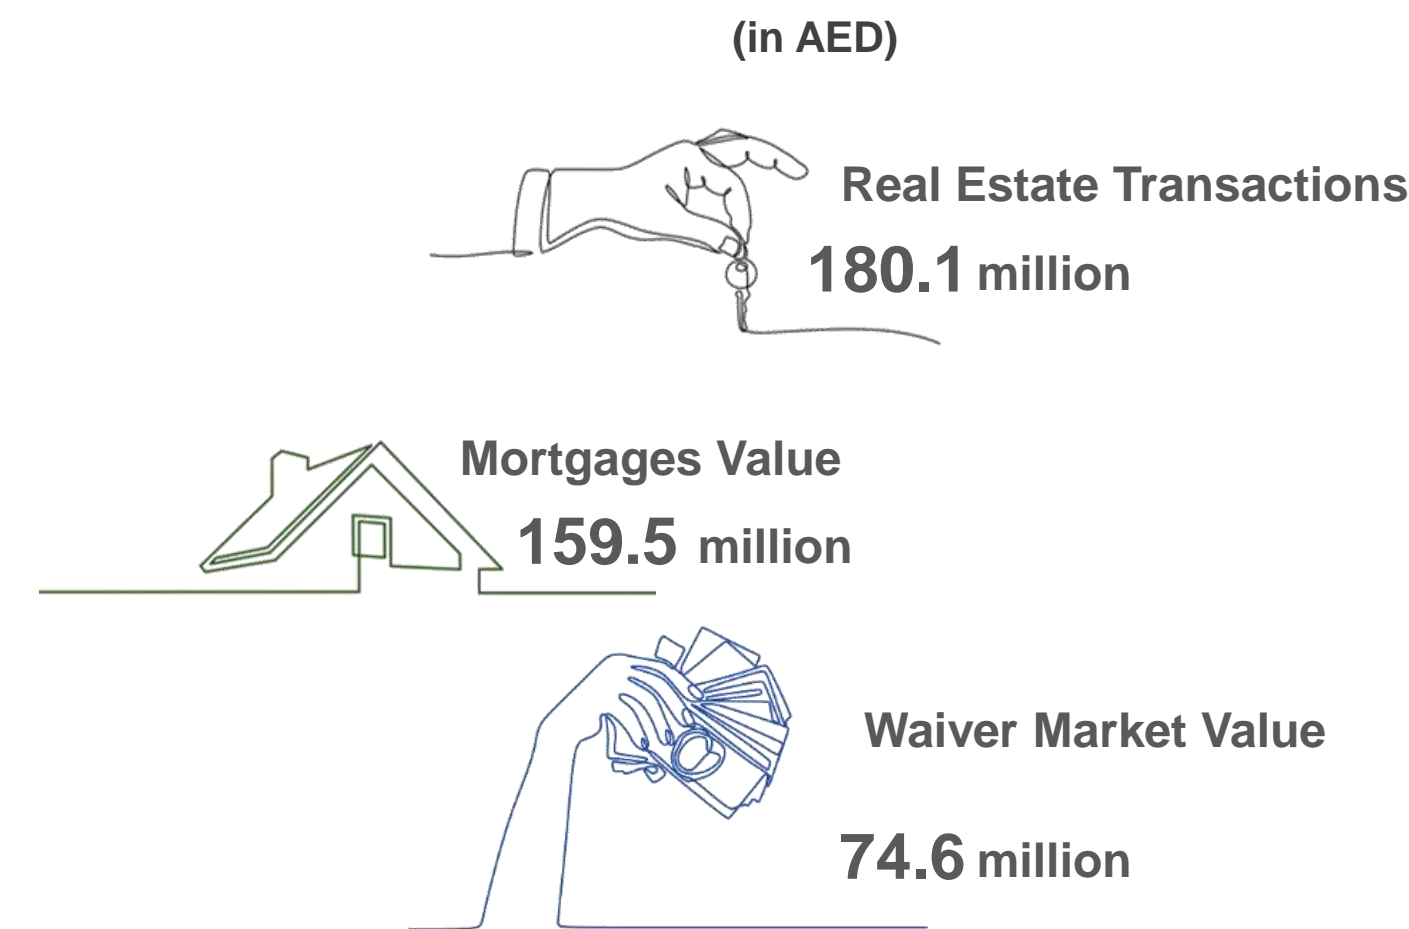 (in AED)
Real Estate Transactions
180.1 million
Mortgages Value
159.5 million
Waiver Market Value
74.6 million